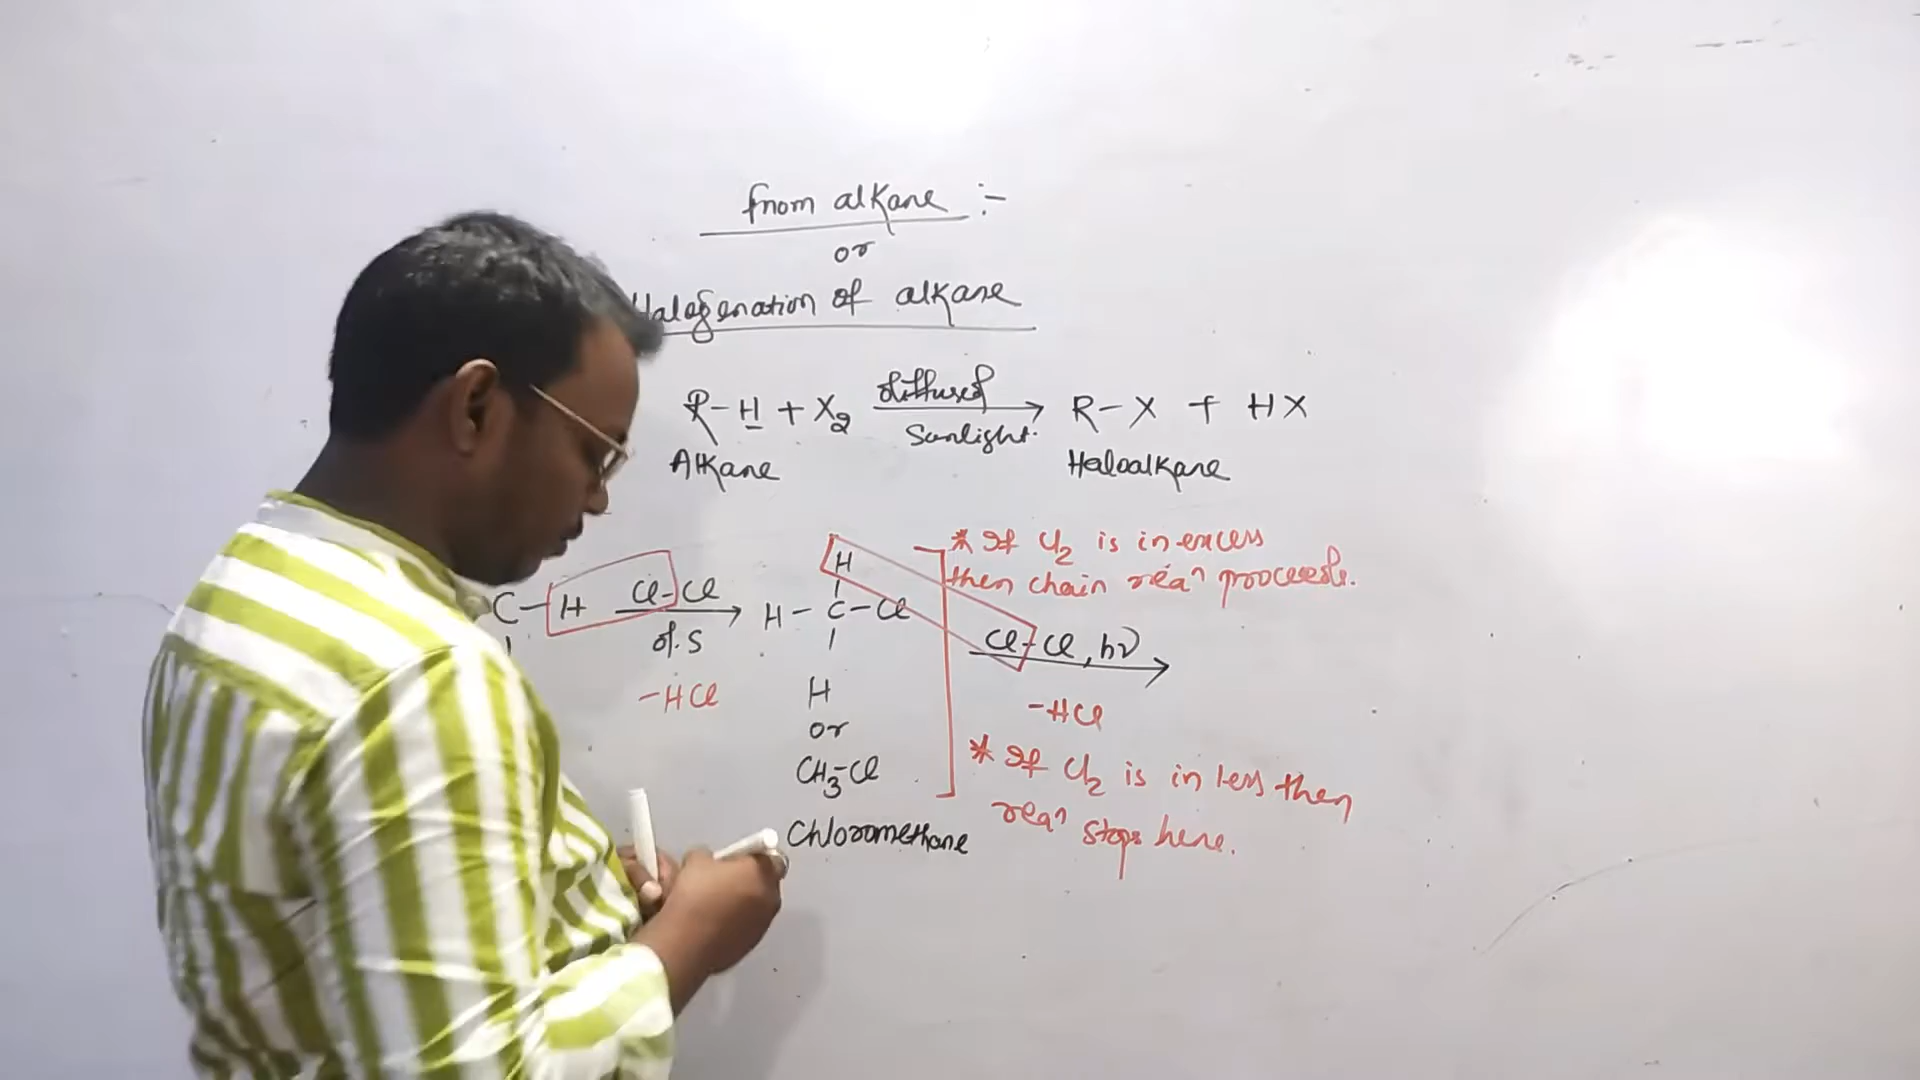 from alkane :-
or
Halogenation of alkane
R-H + X2 diffused Sunlight. R-X + HX
Alkane Haloalkane
* If Cl2 is in excess
then chain reaⁿ proceeds.
H
C-H Cl-Cl H-C-Cl
Cl-Cl, hν
d.S
-HCl H -HCl
or
* If Cl2 is in less then
CH3-Cl
reaⁿ stops here.
Chloromethane